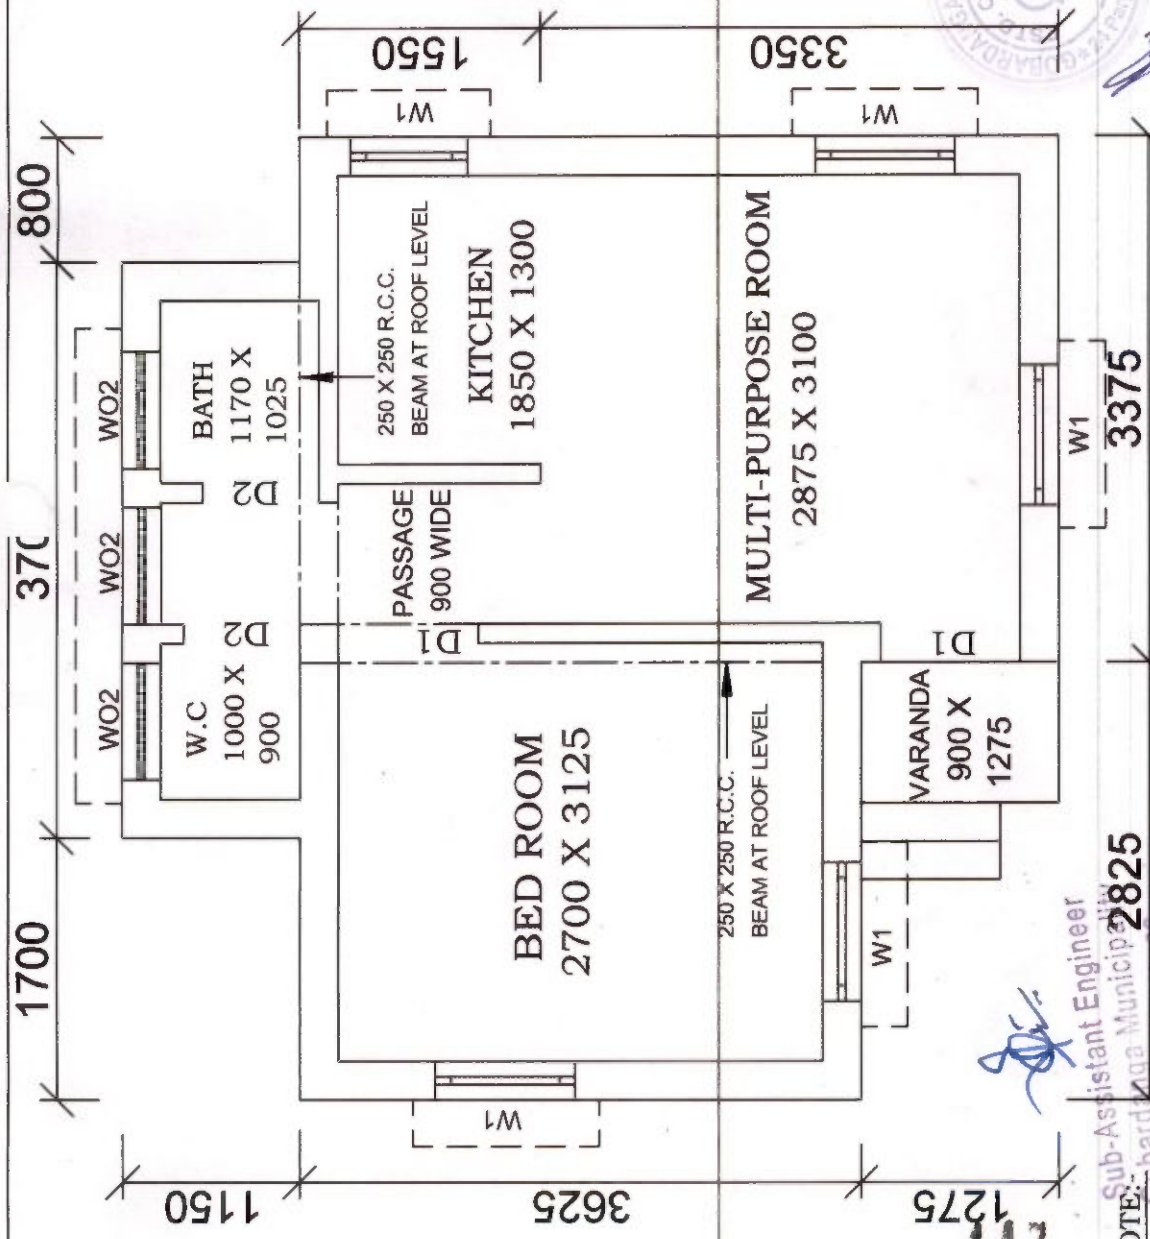 1700
370
800
1550
3350
1150
3625
1275
2825
3375
WO2
WO2
WO2
W.C
1000 X
900
D2
D2
BATH
1170 X
1025
250 X 250 R.C.C.
BEAM AT ROOF LEVEL
KITCHEN
1850 X 1300
W1
PASSAGE
900 WIDE
D1
MULTI-PURPOSE ROOM
2875 X 3100
W1
W1
D1
BED ROOM
2700 X 3125
250 X 250 R.C.C.
BEAM AT ROOF LEVEL
VARANDA
900 X
1275
W1
W1
Sub-Assistant Engineer
Municipality